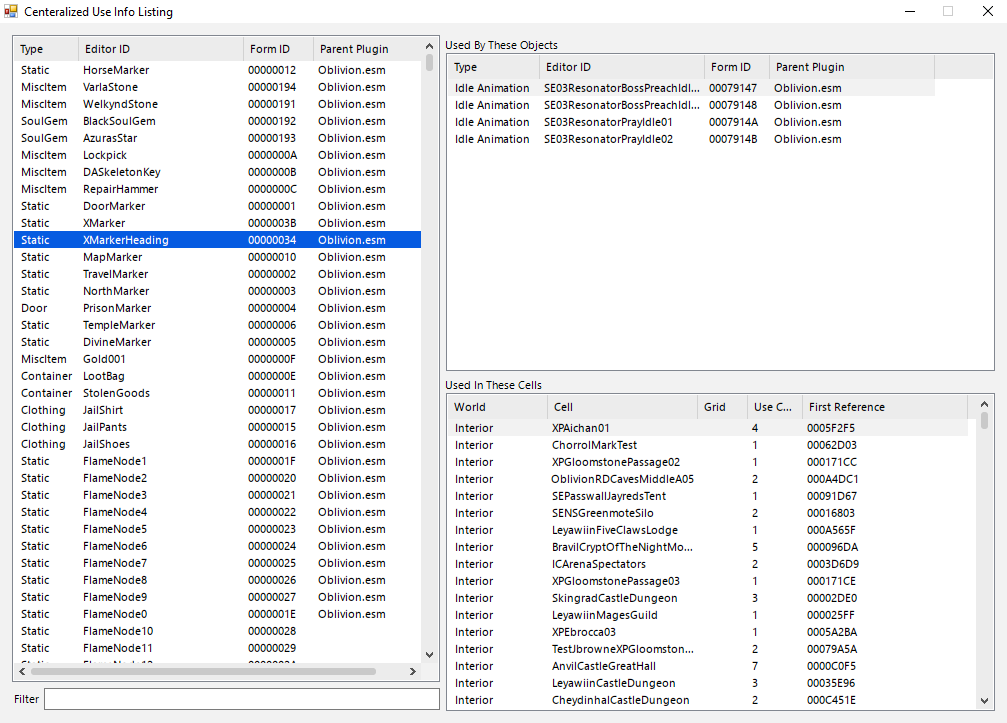 Centeralized Use Info Listing
Type Editor ID Form ID Parent Plugin
Static HorseMarker 00000012 Oblivion.esm
MiscItem VarlaStone 00000194 Oblivion.esm
MiscItem WelkyndStone 00000191 Oblivion.esm
SoulGem BlackSoulGem 00000192 Oblivion.esm
SoulGem AzurasStar 00000193 Oblivion.esm
MiscItem Lockpick 0000000A Oblivion.esm
MiscItem DASkeletonKey 0000000B Oblivion.esm
MiscItem RepairHammer 0000000C Oblivion.esm
Static DoorMarker 00000001 Oblivion.esm
Static XMarker 0000003B Oblivion.esm
Static XMarkerHeading 00000034 Oblivion.esm
Static MapMarker 00000010 Oblivion.esm
Static TravelMarker 00000002 Oblivion.esm
Static NorthMarker 00000003 Oblivion.esm
Door PrisonMarker 00000004 Oblivion.esm
Static TempleMarker 00000006 Oblivion.esm
Static DivineMarker 00000005 Oblivion.esm
MiscItem Gold001 0000000F Oblivion.esm
Container LootBag 0000000E Oblivion.esm
Container StolenGoods 00000011 Oblivion.esm
Clothing JailShirt 00000017 Oblivion.esm
Clothing JailPants 00000015 Oblivion.esm
Clothing JailShoes 00000016 Oblivion.esm
Static FlameNode1 0000001F Oblivion.esm
Static FlameNode2 00000020 Oblivion.esm
Static FlameNode3 00000021 Oblivion.esm
Static FlameNode4 00000022 Oblivion.esm
Static FlameNode5 00000023 Oblivion.esm
Static FlameNode6 00000024 Oblivion.esm
Static FlameNode7 00000025 Oblivion.esm
Static FlameNode8 00000026 Oblivion.esm
Static FlameNode9 00000027 Oblivion.esm
Static FlameNode0 0000001E Oblivion.esm
Static FlameNode10 00000028
Static FlameNode11 00000029
Filter
Used By These Objects
Type Editor ID Form ID Parent Plugin
Idle Animation SE03ResonatorBossPreachIdl... 00079147 Oblivion.esm
Idle Animation SE03ResonatorBossPreachIdl... 00079148 Oblivion.esm
Idle Animation SE03ResonatorPrayIdle01 0007914A Oblivion.esm
Idle Animation SE03ResonatorPrayIdle02 0007914B Oblivion.esm
Used In These Cells
World Cell Grid Use C... First Reference
Interior XPAichan01 4 0005F2F5
Interior ChorrolMarkTest 1 00062D03
Interior XPGloomstonePassage02 1 000171CC
Interior OblivionRDCavesMiddleA05 2 000A4DC1
Interior SEPasswallJayredsTent 1 00091D67
Interior SENSGreenmoteSilo 2 00016803
Interior LeyawiinFiveClawsLodge 1 000A565F
Interior BravilCryptOfTheNightMo... 5 000096DA
Interior ICArenaSpectators 2 0003D6D9
Interior XPGloomstonePassage03 1 000171CE
Interior SkingradCastleDungeon 3 00002DE0
Interior LeyawiinMagesGuild 1 000025FF
Interior XPEbrocca03 1 0005A2BA
Interior TestJbrowneXPGloomston... 2 00079A5A
Interior AnvilCastleGreatHall 7 0000C0F5
Interior LeyawiinCastleDungeon 3 00035E96
Interior CheydinhalCastleDungeon 2 000C451E